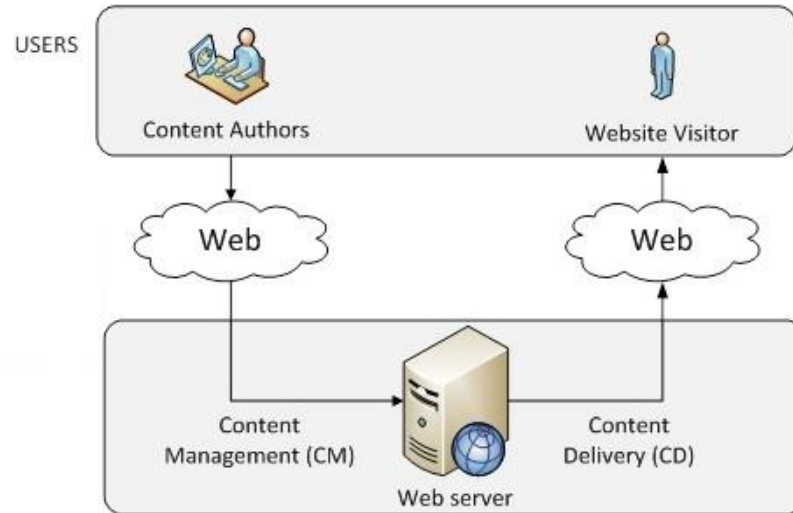 USERS
Content Authors
Website Visitor
Web
Web
Content
Management (CM)
Content
Delivery (CD)
Web server